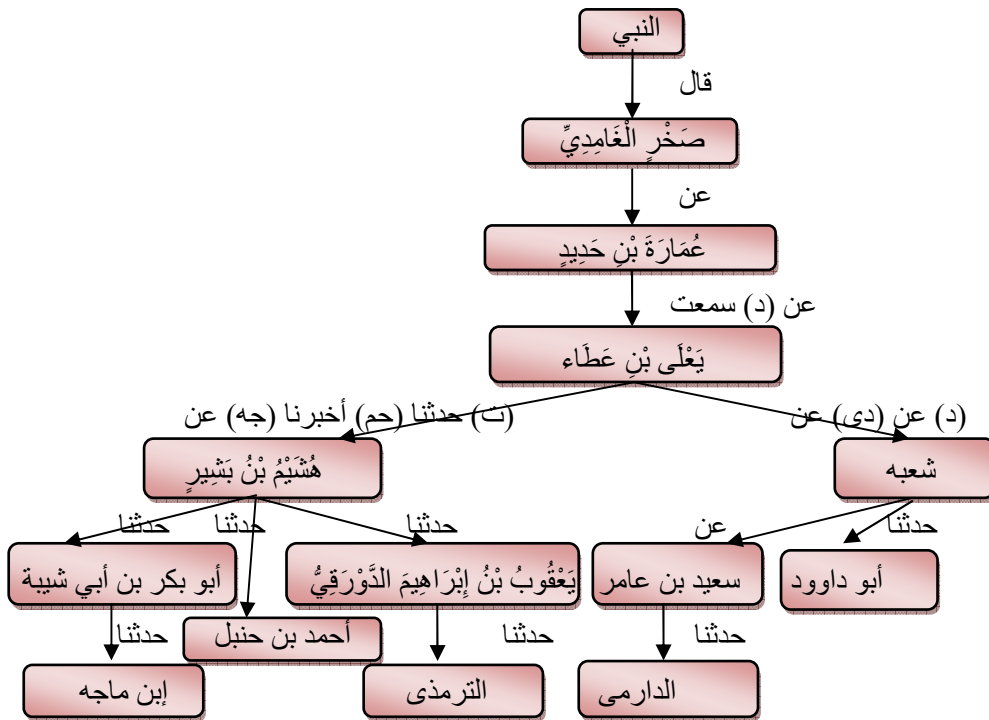 النبي
قال
صَخْرٍ الْغَامِدِيِّ
عن
عُمَارَةَ بْنِ حَدِيدٍ
عن (د) سمعت
يَعْلَى بْنِ عَطَاء
(د) عن (دى) عن
(ت) حدثنا (حم) أخبرنا (جه) عن
شعبه
هُشَيْمُ بْنُ بَشِيرٍ
حدثنا
عن
حدثنا
حدثنا
حدثنا
أبو داوود
سعيد بن عامر
يَعْقُوبُ بْنُ إِبْرَاهِيمَ الدَّوْرَقِيُّ
أبو بكر بن أبي شيبة
حدثنا
حدثنا
أحمد بن حنبل
حدثنا
الدارمى
الترمذى
إبن ماجه